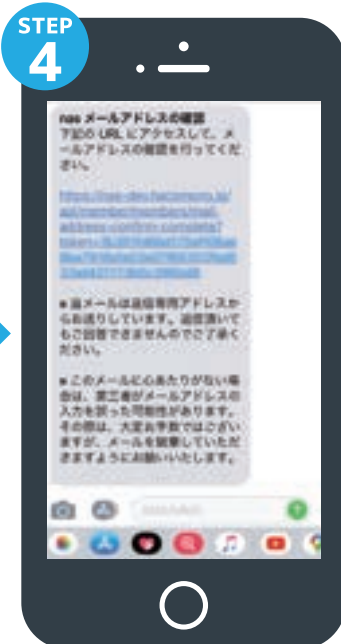 STEP
4
nas メールアドレスの確認
下記の URL にアクセスして、メ
ールアドレスの確認を行ってくだ
さい。
■ 当メールは送信専用アドレスか
らお送りしています。返信頂いて
もご回答できませんのでご了承く
ださい。
■ このメールに心あたりがない場
合は、第三者がメールアドレスの
入力を誤った可能性があります。
その際は、大変お手数ではござい
ますが、メールを破棄していただ
きますようにお願いいたします。